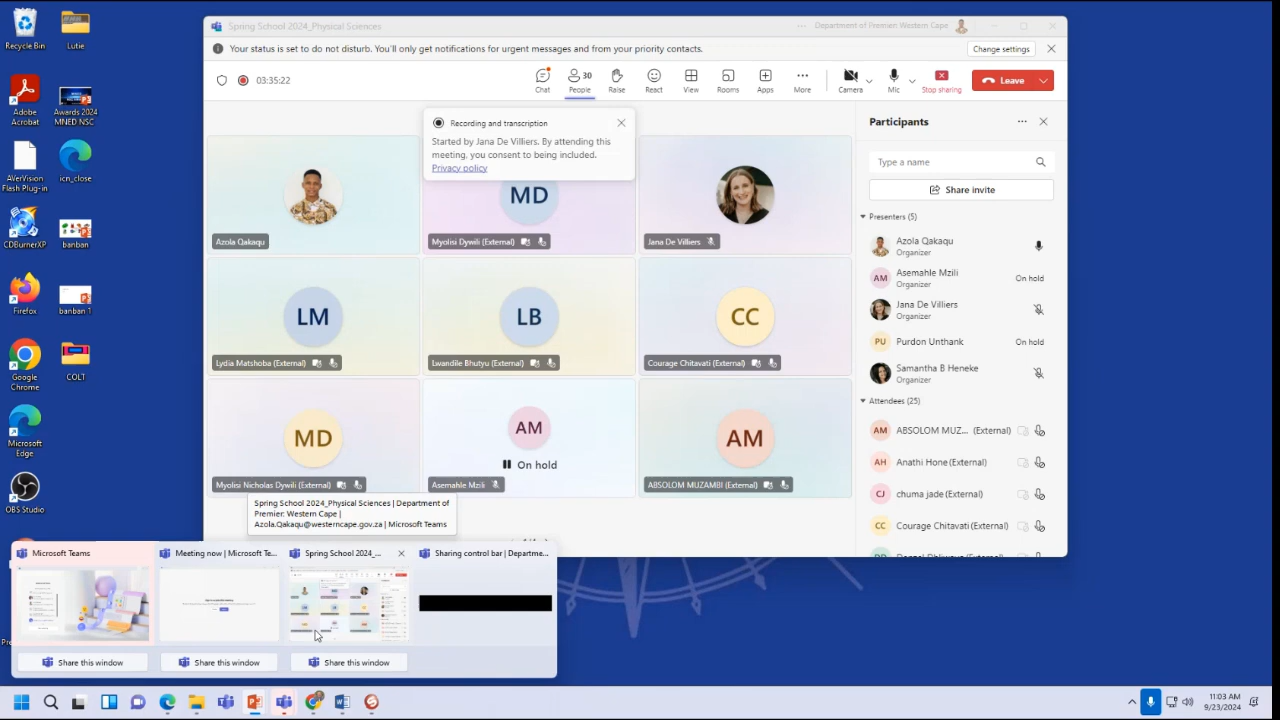 Recycle Bin
Lutie
Adobe
Acrobat
Awards 2024
MNED NSC
AVerVision
Flash Plug-in
icn_close
CDBurnerXP
banban
Firefox
banban 1
Google
Chrome
COLT
Microsoft
Edge
OBS Studio
Spring School 2024_Physical Sciences
Department of Premier Western Cape
Your status is set to do not disturb. You'll only get notifications for urgent messages and from your priority contacts.
Change settings
03:35:22
Chat
30
People
Raise
React
View
Rooms
Apps
More
Camera
Mic
Stop sharing
Leave
Recording and transcription
Started by Jana De Villiers. By attending this
meeting, you consent to being included.
Privacy policy
Azola Qakaqu
MD
Myolisi Dywili (External)
Jana De Villiers
LM
Lydia Matshoba (External)
LB
Lwandile Bhutyu (External)
CC
Courage Chitavati (External)
MD
Myolisi Nicholas Dywili (External)
AM
On hold
Asemahle Mzili
AM
ABSOLOM MUZAMBI (External)
Participants
Type a name
Share invite
Presenters (5)
Azola Qakaqu
Organizer
AM
Asemahle Mzili
Organizer
On hold
Jana De Villiers
Organizer
PU
Purdon Unthank
On hold
Samantha B Heneke
Organizer
Attendees (25)
AM
ABSOLOM MUZ... (External)
AH
Anathi Hone (External)
CJ
chuma jade (External)
CC
Courage Chitavati (External)
Spring School 2024_Physical Sciences | Department of
Premier: Western Cape |
Azola.Qakaqu@westerncape.gov.za | Microsoft Teams
Microsoft Teams
Meeting now | Microsoft Te...
Spring School 2024_...
Sharing control bar | Departme...
Share this window
Share this window
Share this window
11:03 AM
9/23/2024